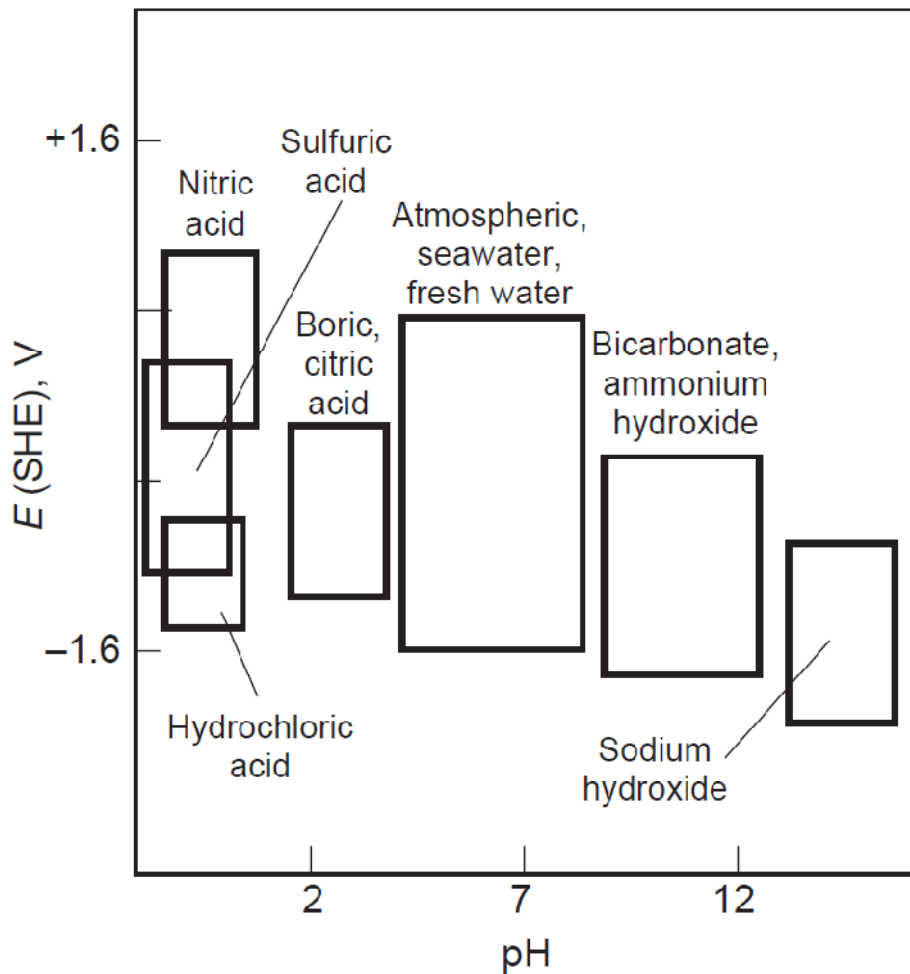 +1.6
Sulfuric
acid
Nitric
acid
Atmospheric,
seawater,
fresh water
Boric,
citric
acid
Bicarbonate,
ammonium
hydroxide
E (SHE), V
−1.6
Hydrochloric
acid
Sodium
hydroxide
2
7
12
pH